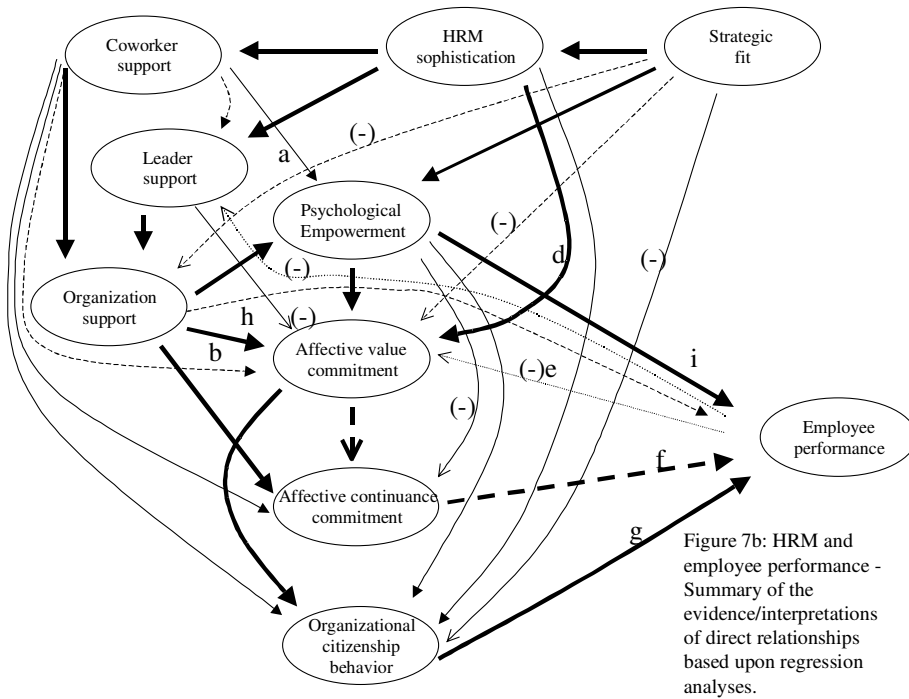 Coworker
support
HRM
sophistication
Strategic
fit
(-)
a
Leader
support
Psychological
Empowerment
(-)
d
(-)
(-)
Organization
support
h
(-)
b
Affective value
commitment
(-)e
i
(-)
Employee
performance
f
Affective continuance
commitment
g
Organizational
citizenship
behavior
Figure 7b: HRM and
employee performance -
Summary of the
evidence/interpretations
of direct relationships
based upon regression
analyses.